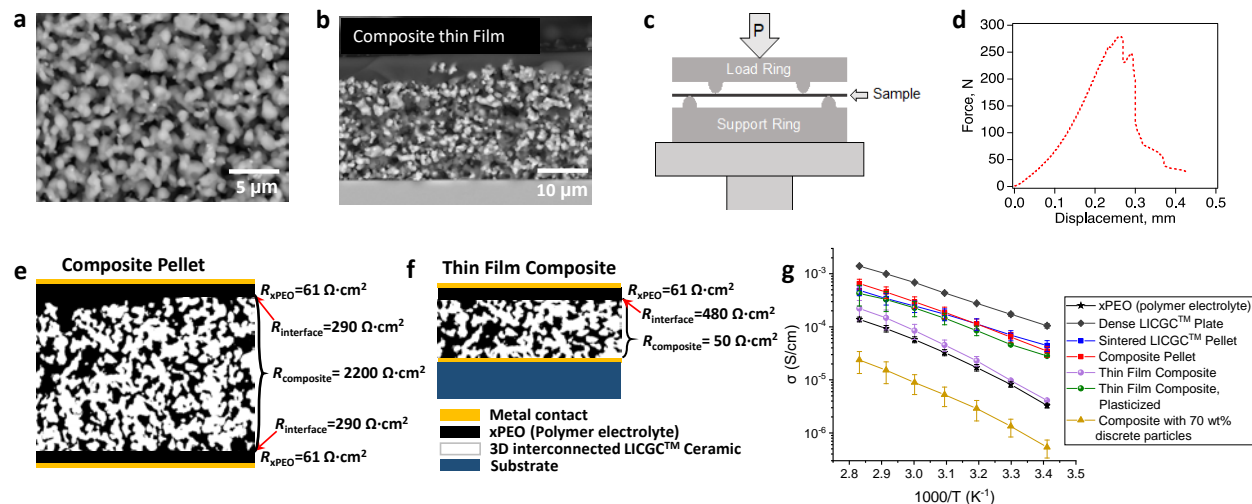 a
5 µm
b
Composite thin Film
10 µm
c
P
Load Ring
Sample
Support Ring
d
Force, N
300
250
200
150
100
50
0
0.0 0.1 0.2 0.3 0.4 0.5
Displacement, mm
e
Composite Pellet
RxPEO=61 Ω·cm²
Rinterface=290 Ω·cm²
Rcomposite= 2200 Ω·cm²
Rinterface=290 Ω·cm²
RxPEO=61 Ω·cm²
f
Thin Film Composite
RxPEO=61 Ω·cm²
Rinterface=480 Ω·cm²
Rcomposite= 50 Ω·cm²
Metal contact
xPEO (Polymer electrolyte)
3D interconnected LICGC™ Ceramic
Substrate
g
σ (S/cm)
10⁻³
10⁻⁴
10⁻⁵
10⁻⁶
2.8 2.9 3.0 3.1 3.2 3.3 3.4 3.5
1000/T (K⁻¹)
xPEO (polymer electrolyte)
Dense LICGC™ Plate
Sintered LICGC™ Pellet
Composite Pellet
Thin Film Composite
Thin Film Composite,
Plasticized
Composite with 70 wt%
discrete particles